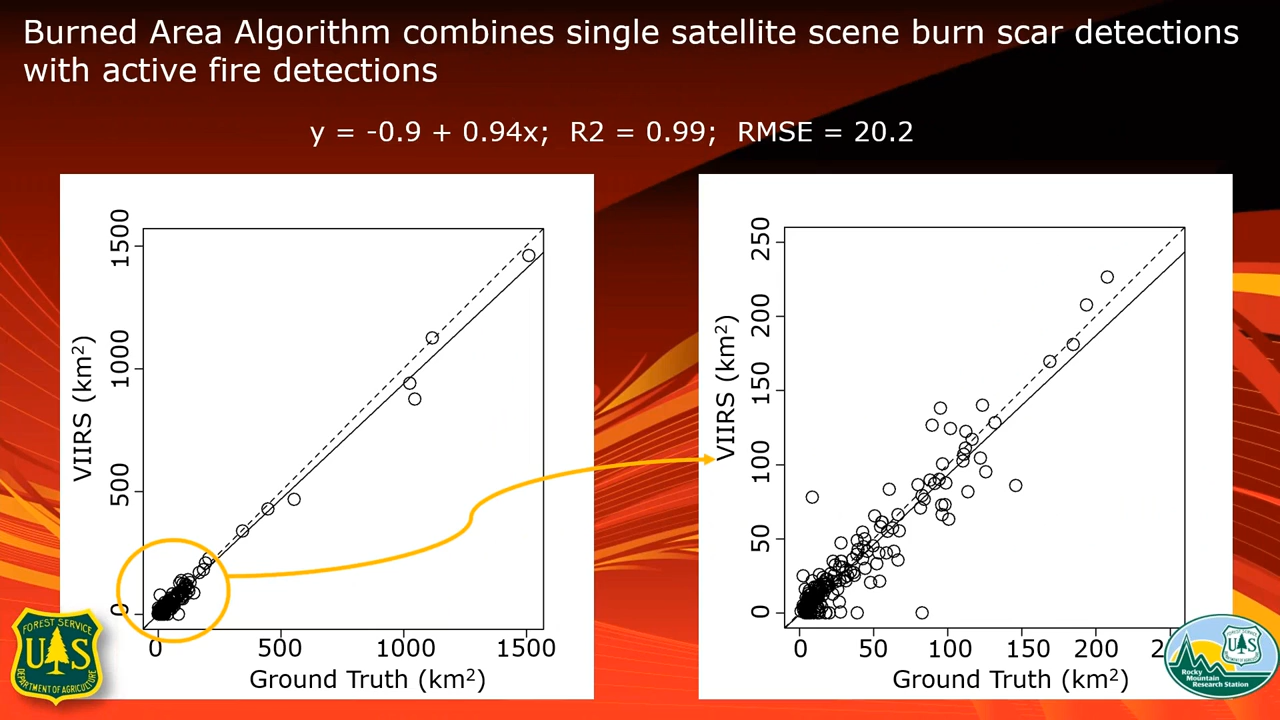 Burned Area Algorithm combines single satellite scene burn scar detections
with active fire detections
y = -0.9 + 0.94x; R2 = 0.99; RMSE = 20.2
VIIRS (km²)
1500
1000
500
0
0 500 1000 1500
Ground Truth (km²)
VIIRS (km²)
250
200
150
100
50
0
0 50 100 150 200
Ground Truth (km²)
FOREST SERVICE
U S
DEPARTMENT OF AGRICULTURE
U S
Rocky
Mountain
Research Station